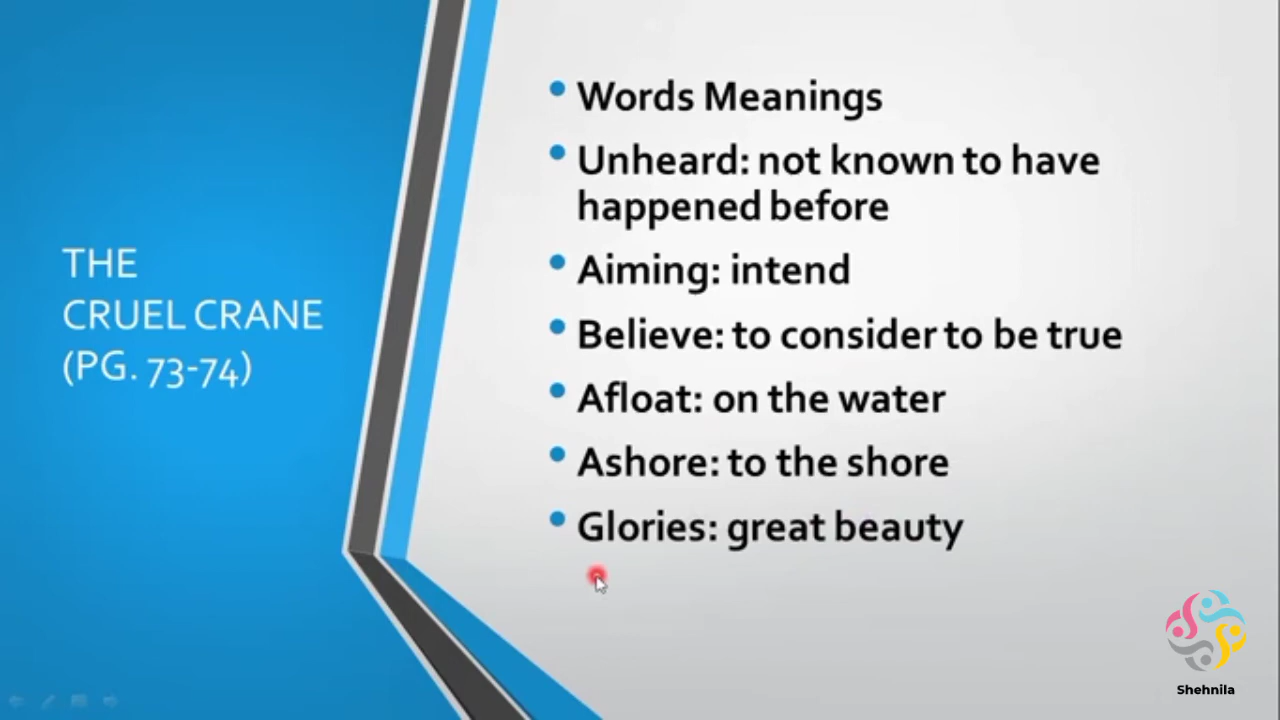 THE
CRUEL CRANE
(PG. 73-74)
Words Meanings
Unheard: not known to have
happened before
Aiming: intend
Believe: to consider to be true
Afloat: on the water
Ashore: to the shore
Glories: great beauty
Shehnila